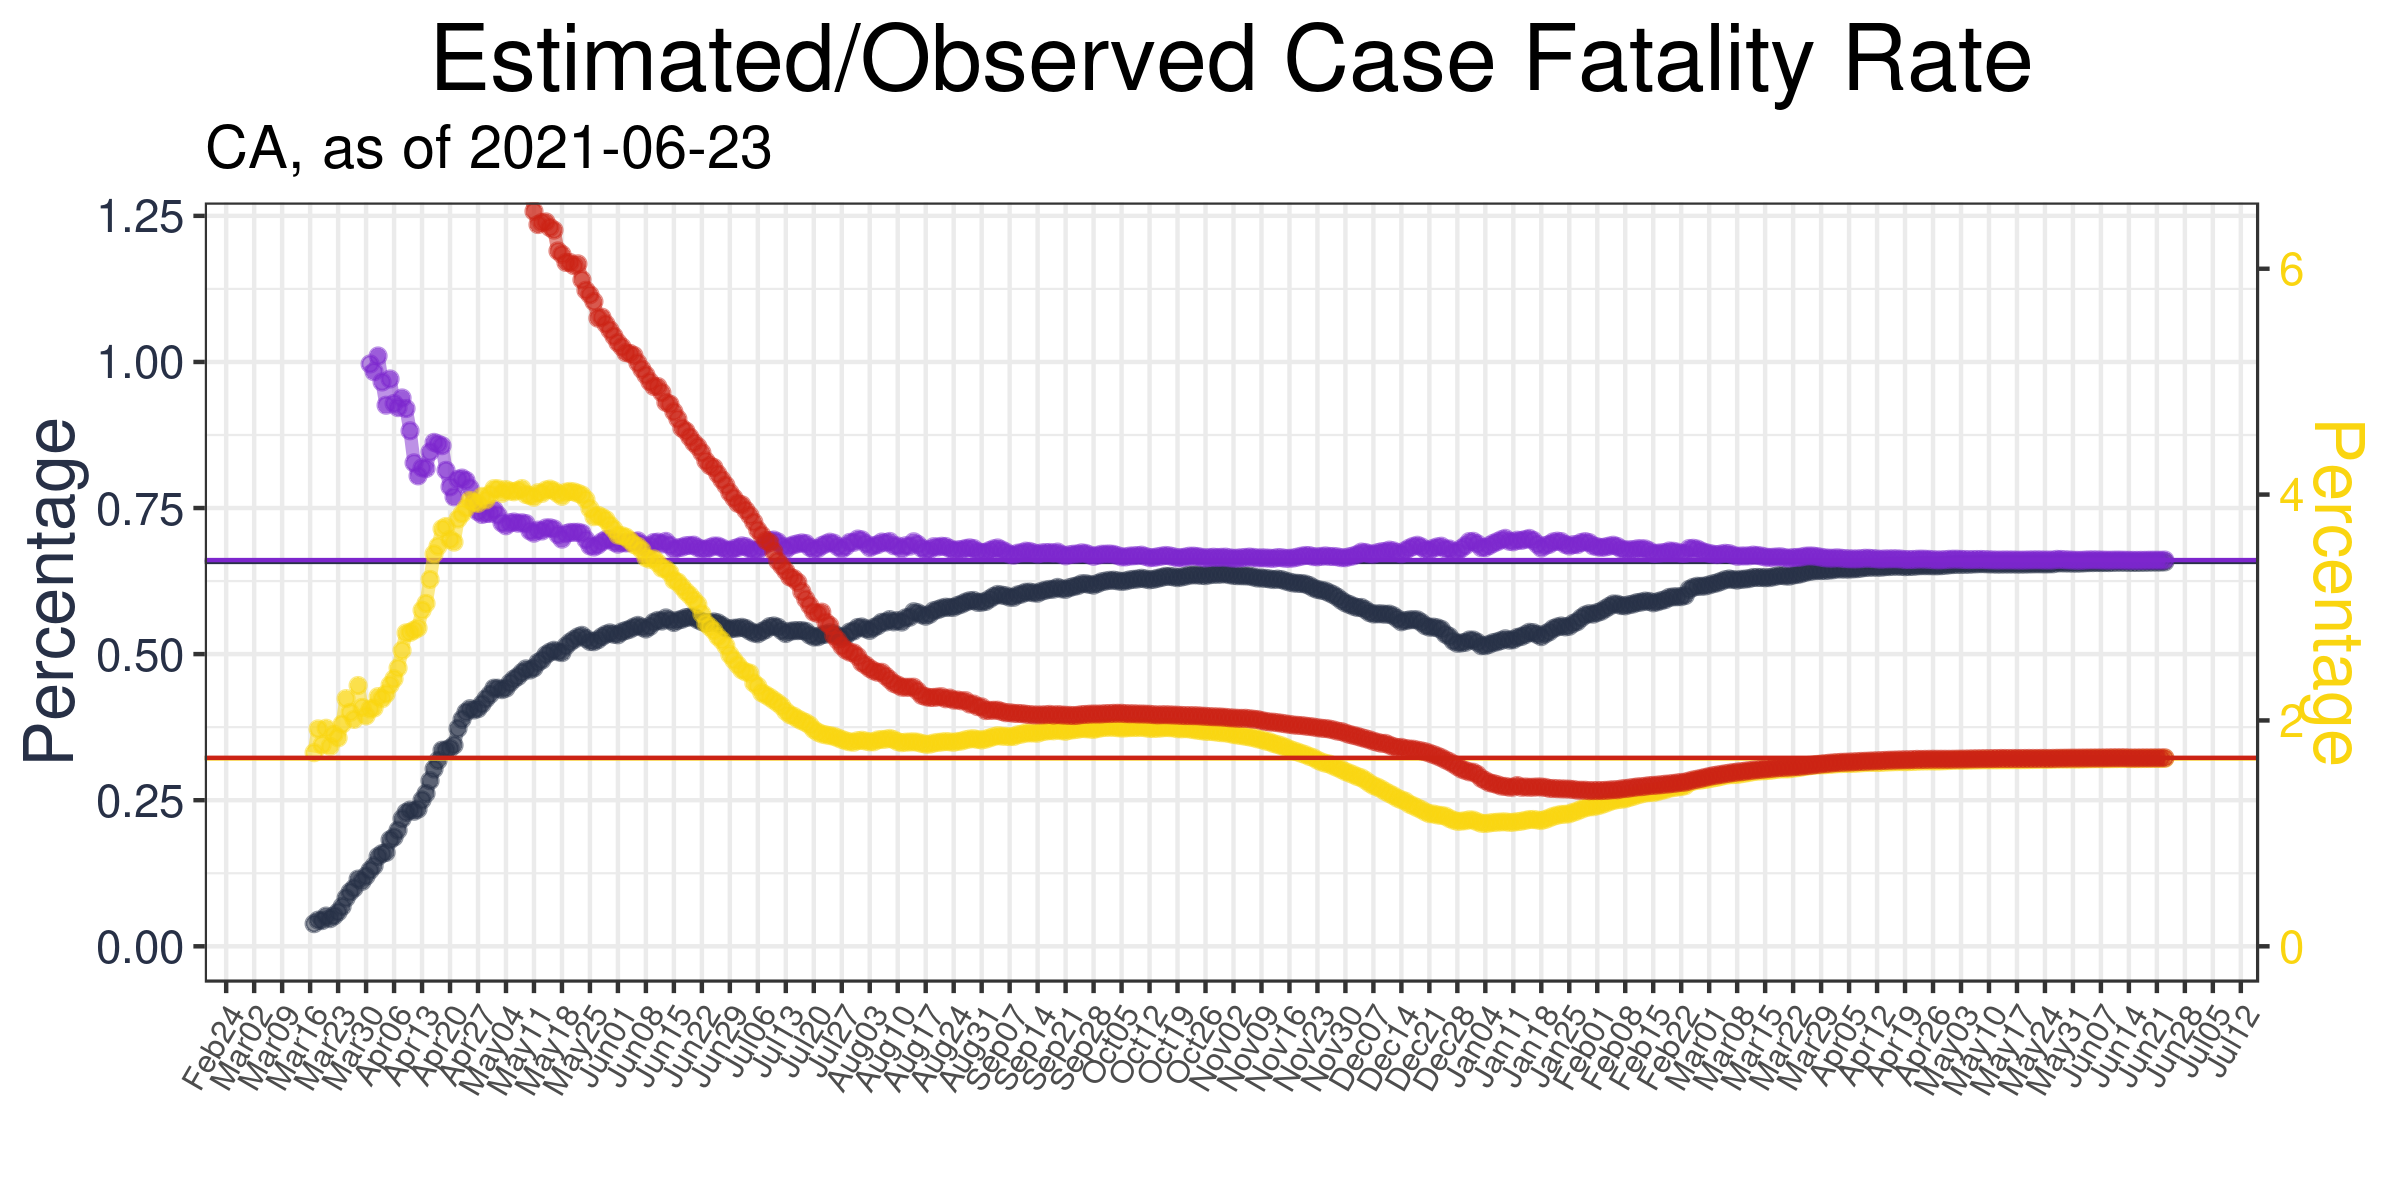 Estimated/Observed Case Fatality Rate
CA, as of 2021-06-23
1.25
1.00
0.75
0.50
0.25
0.00
Percentage
6
4
2
0
Percentage
Feb24
Mar02
Mar09
Mar16
Mar23
Mar30
Apr06
Apr13
Apr20
Apr27
May04
May11
May18
May25
Jun01
Jun08
Jun15
Jun22
Jun29
Jul06
Jul13
Jul20
Jul27
Aug03
Aug10
Aug17
Aug24
Aug31
Sep07
Sep14
Sep21
Sep28
Oct05
Oct12
Oct19
Oct26
Nov02
Nov09
Nov16
Nov23
Nov30
Dec07
Dec14
Dec21
Dec28
Jan04
Jan11
Jan18
Jan25
Feb01
Feb08
Feb15
Feb22
Mar01
Mar08
Mar15
Mar22
Mar29
Apr05
Apr12
Apr19
Apr26
May03
May10
May17
May24
May31
Jun07
Jun14
Jun21
Jun28
Jul05
Jul12